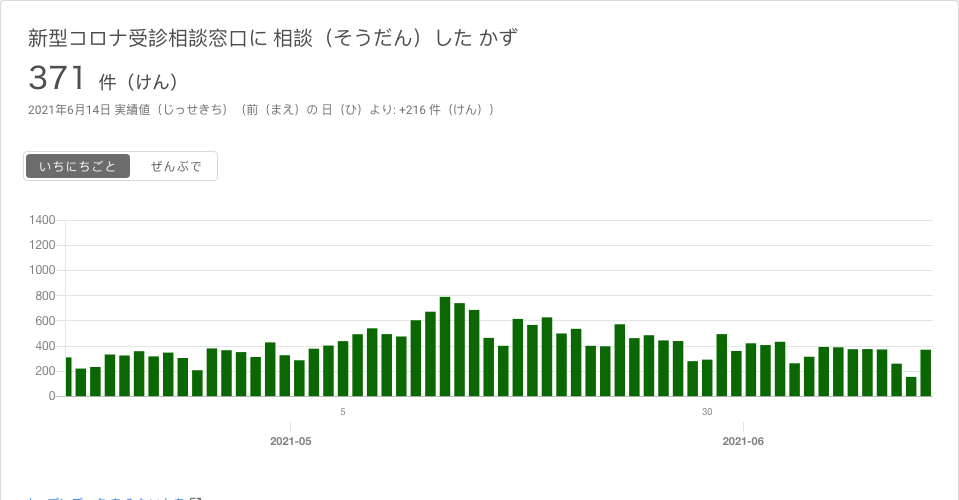 新型コロナ受診相談窓口に 相談（そうだん）した かず
371 件（けん）
2021年6月14日 実績値（じっせきち）（前（まえ）の 日（ひ）より: +216 件（けん））
いちにちごと ぜんぶで
1400
1200
1000
800
600
400
200
0
5 30
2021-05 2021-06